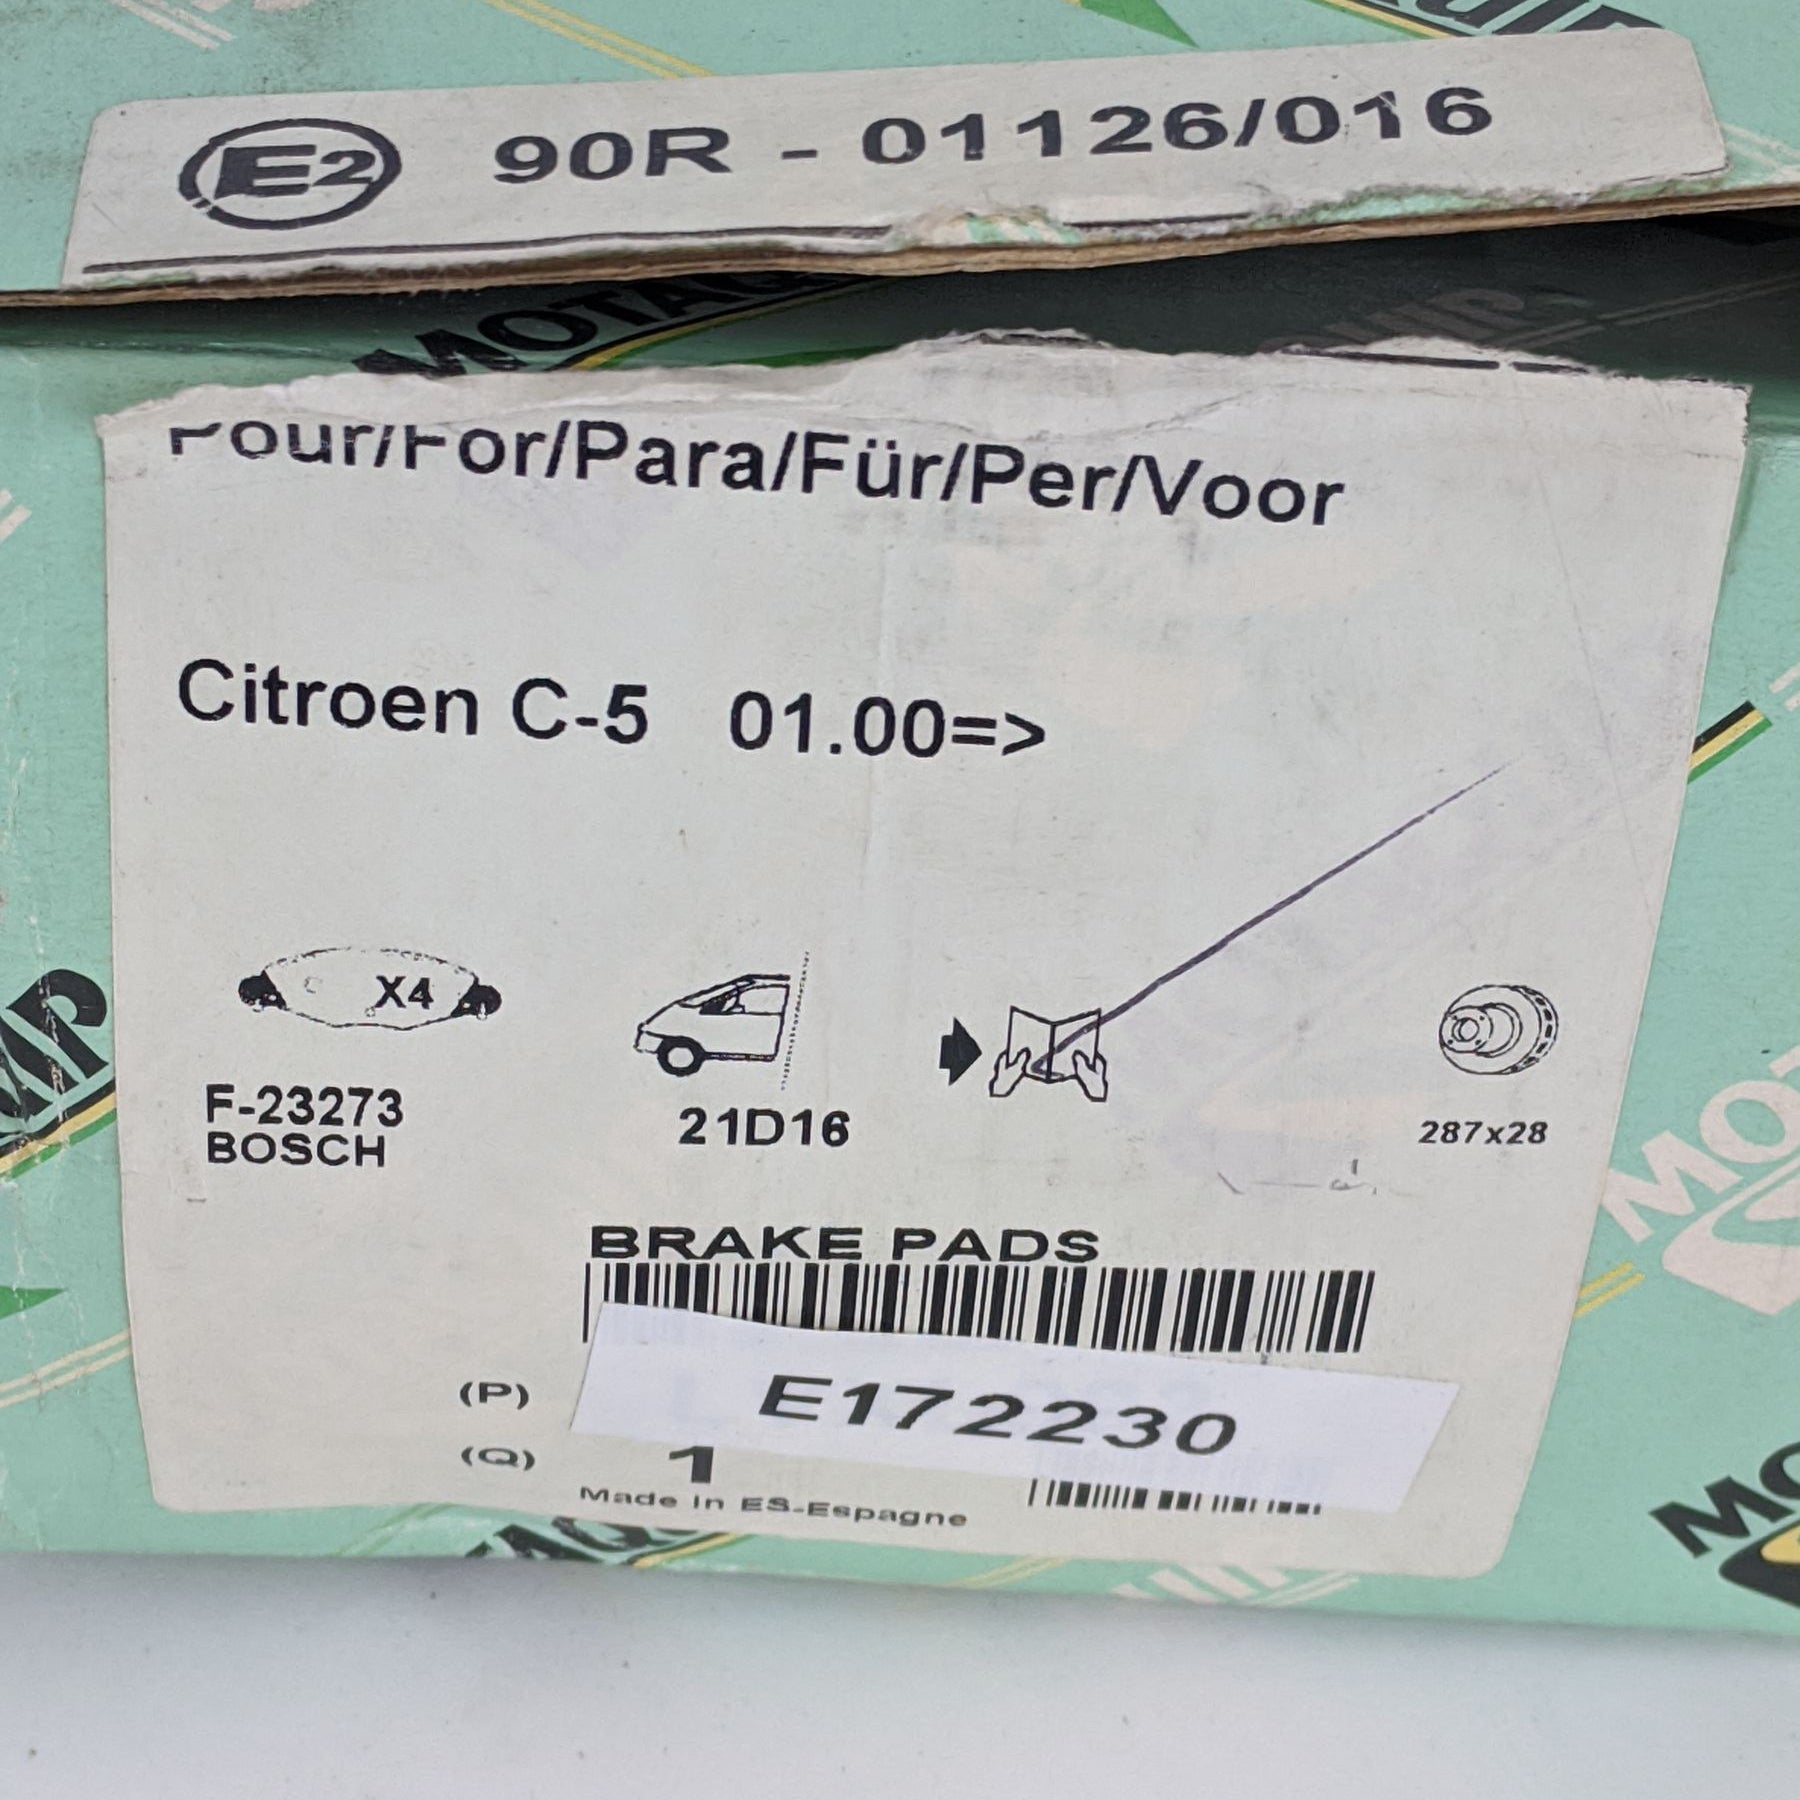 E2 90R - 01126/016
MOTAQ
Pour/For/Para/Für/Per/Voor
Citroen C-5 01.00=>
X4
F-23273
BOSCH
21D16
287x28
BRAKE PADS
(P) E172230
(Q) 1
Made in ES-Espagne